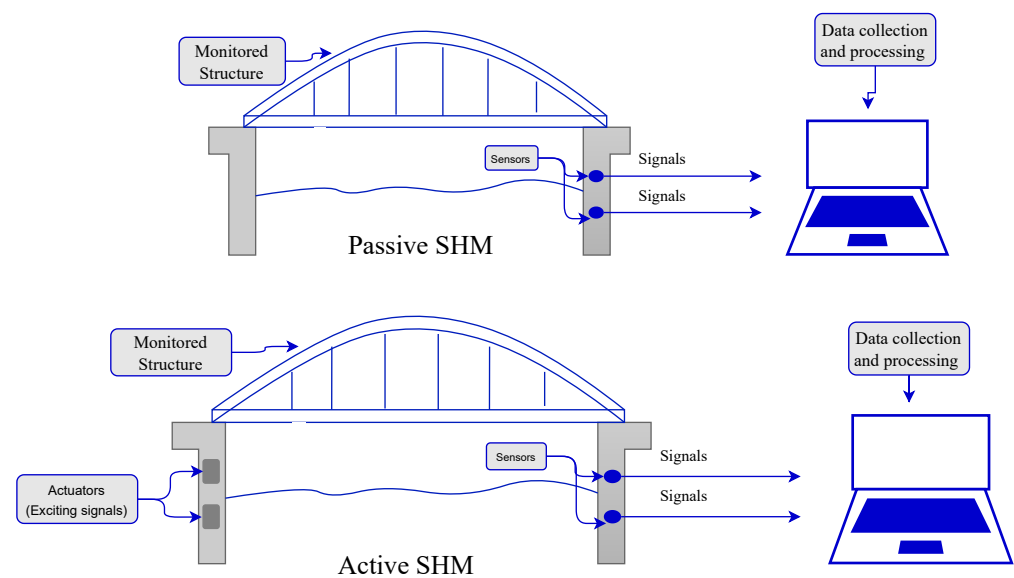 Monitored
Structure
Data collection
and processing
Sensors
Signals
Signals
Passive SHM
Monitored
Structure
Data collection
and processing
Sensors
Signals
Actuators
(Exciting signals)
Signals
Active SHM